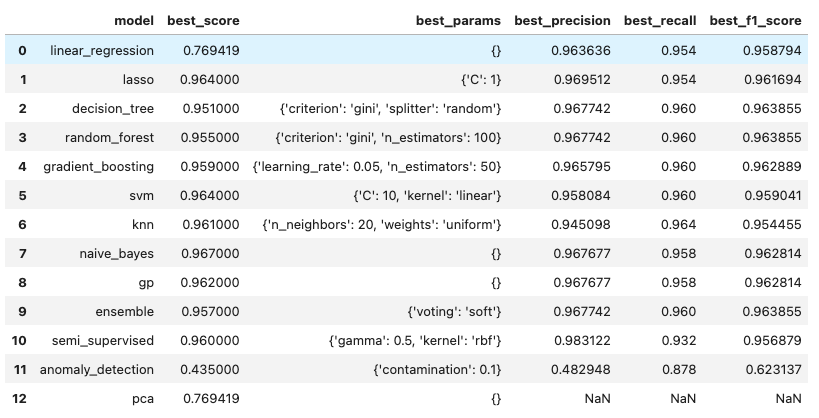 model best_score best_params best_precision best_recall best_f1_score
0 linear_regression 0.769419 {} 0.963636 0.954 0.958794
1 lasso 0.964000 {'C': 1} 0.969512 0.954 0.961694
2 decision_tree 0.951000 {'criterion': 'gini', 'splitter': 'random'} 0.967742 0.960 0.963855
3 random_forest 0.955000 {'criterion': 'gini', 'n_estimators': 100} 0.967742 0.960 0.963855
4 gradient_boosting 0.959000 {'learning_rate': 0.05, 'n_estimators': 50} 0.965795 0.960 0.962889
5 svm 0.964000 {'C': 10, 'kernel': 'linear'} 0.958084 0.960 0.959041
6 knn 0.961000 {'n_neighbors': 20, 'weights': 'uniform'} 0.945098 0.964 0.954455
7 naive_bayes 0.967000 {} 0.967677 0.958 0.962814
8 gp 0.962000 {} 0.967677 0.958 0.962814
9 ensemble 0.957000 {'voting': 'soft'} 0.967742 0.960 0.963855
10 semi_supervised 0.960000 {'gamma': 0.5, 'kernel': 'rbf'} 0.983122 0.932 0.956879
11 anomaly_detection 0.435000 {'contamination': 0.1} 0.482948 0.878 0.623137
12 pca 0.769419 {} NaN NaN NaN